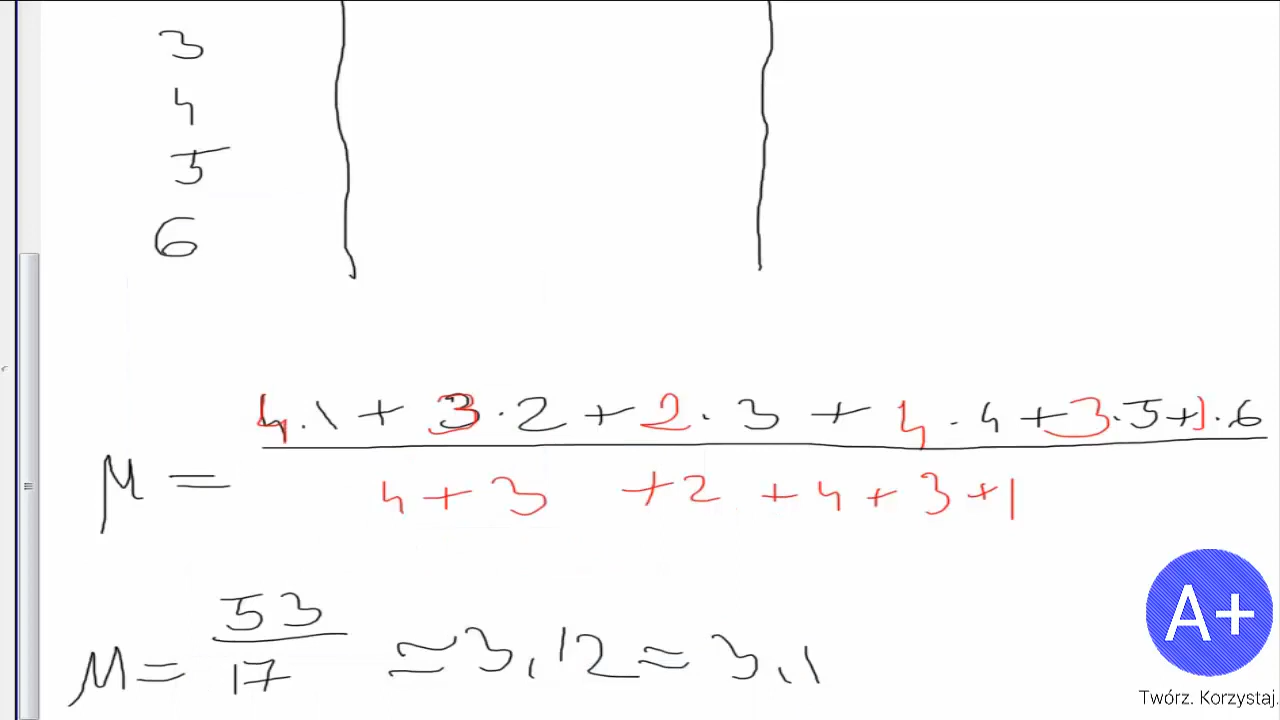 3
4
5
6
4·1 + 3·2 + 2·3 + 4·4 + 3·5 + 1·6
μ =
4 + 3 + 2 + 4 + 3 + 1
53
μ = ≃ 3,12 ≈ 3,1
17
A+
Twórz. Korzystaj.